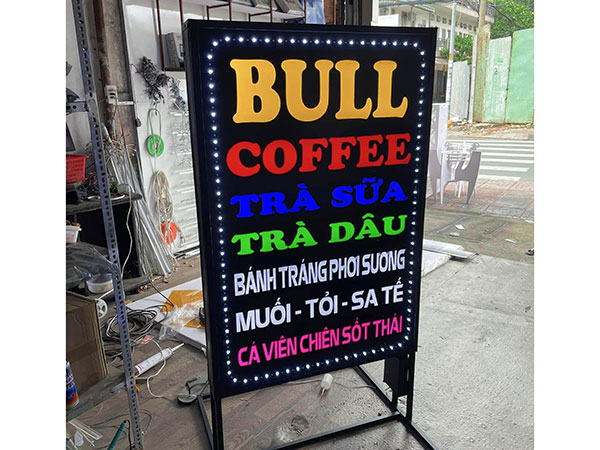 BULL
COFFEE
TRÀ SỮA
TRÀ DÂU
BÁNH TRÁNG PHƠI SƯƠNG
MUỐI - TỎI - SA TẾ
CÁ VIÊN CHIÊN SỐT THÁI